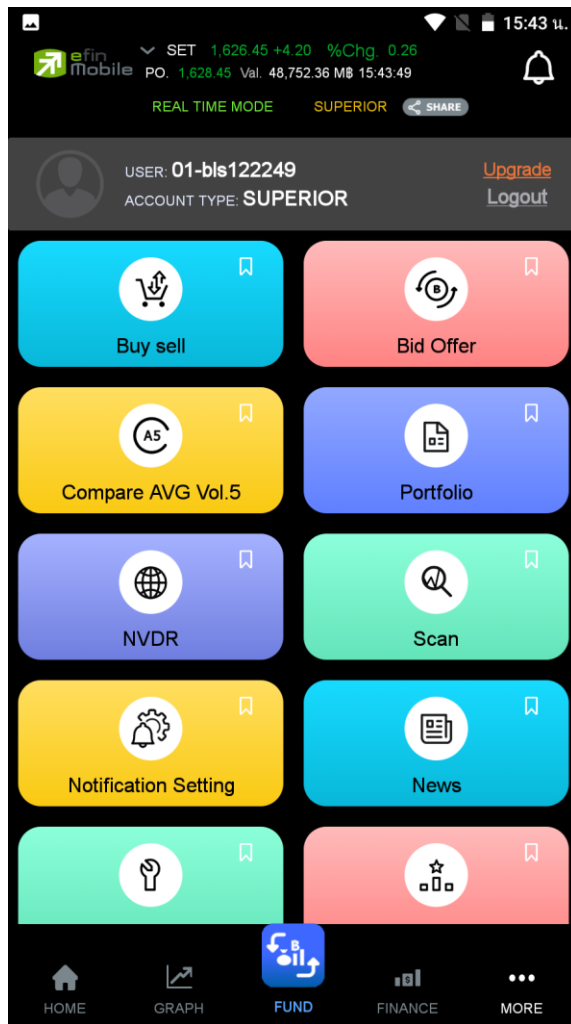 15:43 น.
efin Mobile
SET 1,626.45 +4.20 %Chg. 0.26
PO. 1,628.45 Val. 48,752.36 M฿ 15:43:49
REAL TIME MODE SUPERIOR SHARE
USER: 01-bls122249 Upgrade
ACCOUNT TYPE: SUPERIOR Logout
Buy sell
B
Bid Offer
A5
Compare AVG Vol.5
Portfolio
NVDR
Scan
Notification Setting
News
B
oil
$
HOME GRAPH FUND FINANCE MORE